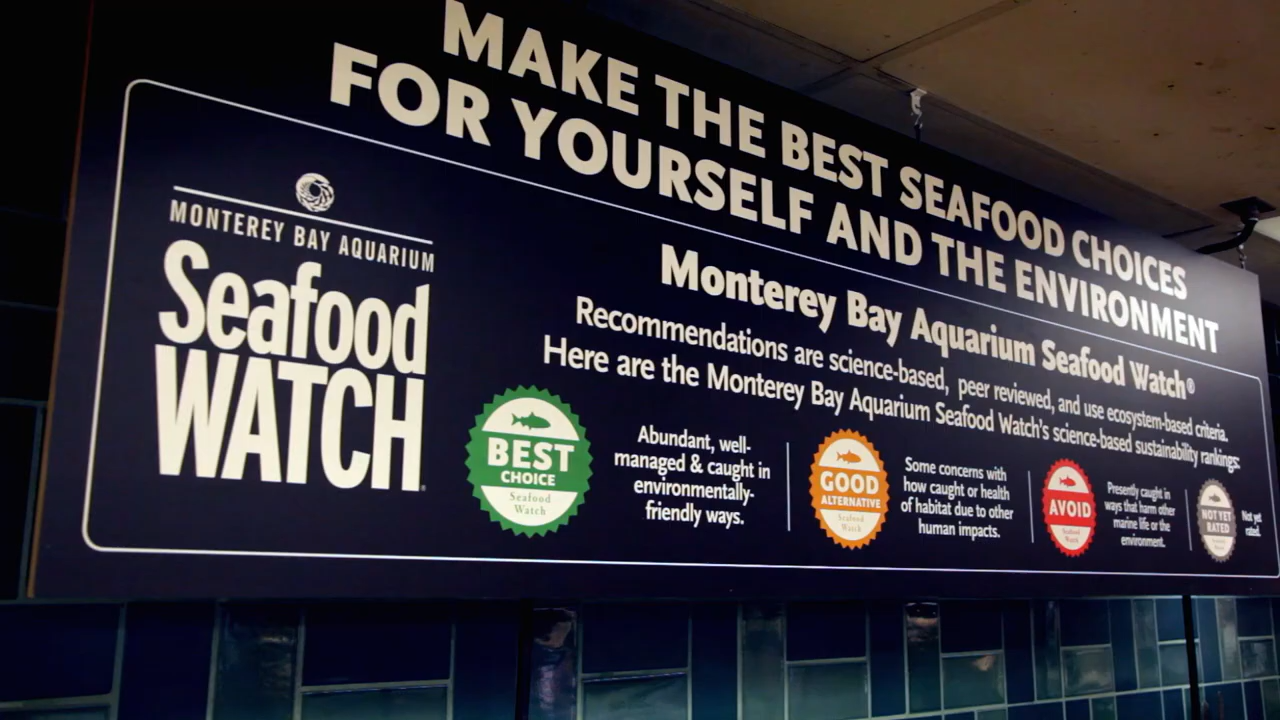 MAKE THE BEST SEAFOOD CHOICES
FOR YOURSELF AND THE ENVIRONMENT
MONTEREY BAY AQUARIUM
Seafood
WATCH
Monterey Bay Aquarium Seafood Watch®
Recommendations are science-based, peer reviewed, and use ecosystem-based criteria.
Here are the Monterey Bay Aquarium Seafood Watch's science-based sustainability rankings:
BEST
CHOICE
Seafood
Watch
Abundant, well-
managed & caught in
environmentally-
friendly ways.
GOOD
ALTERNATIVE
Seafood
Watch
Some concerns with
how caught or health
of habitat due to other
human impacts.
AVOID
Seafood
Watch
Presently caught in
ways that harm other
marine life or the
environment.
NOT YET
RATED
Seafood
Watch
Not yet
rated.